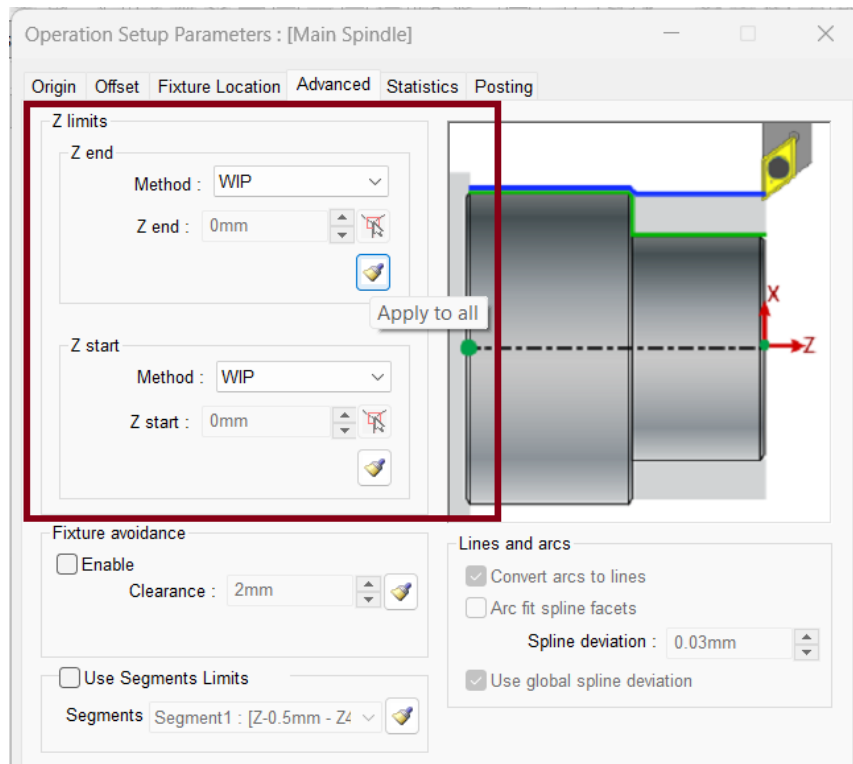 Operation Setup Parameters : [Main Spindle]
Origin Offset Fixture Location Advanced Statistics Posting
Z limits
Z end
Method : WIP
Z end : 0mm
Apply to all
Z start
Method : WIP
Z start : 0mm
X
Z
Fixture avoidance
Enable
Clearance : 2mm
Use Segments Limits
Segments Segment1 : [Z-0.5mm - Z4
Lines and arcs
Convert arcs to lines
Arc fit spline facets
Spline deviation : 0.03mm
Use global spline deviation